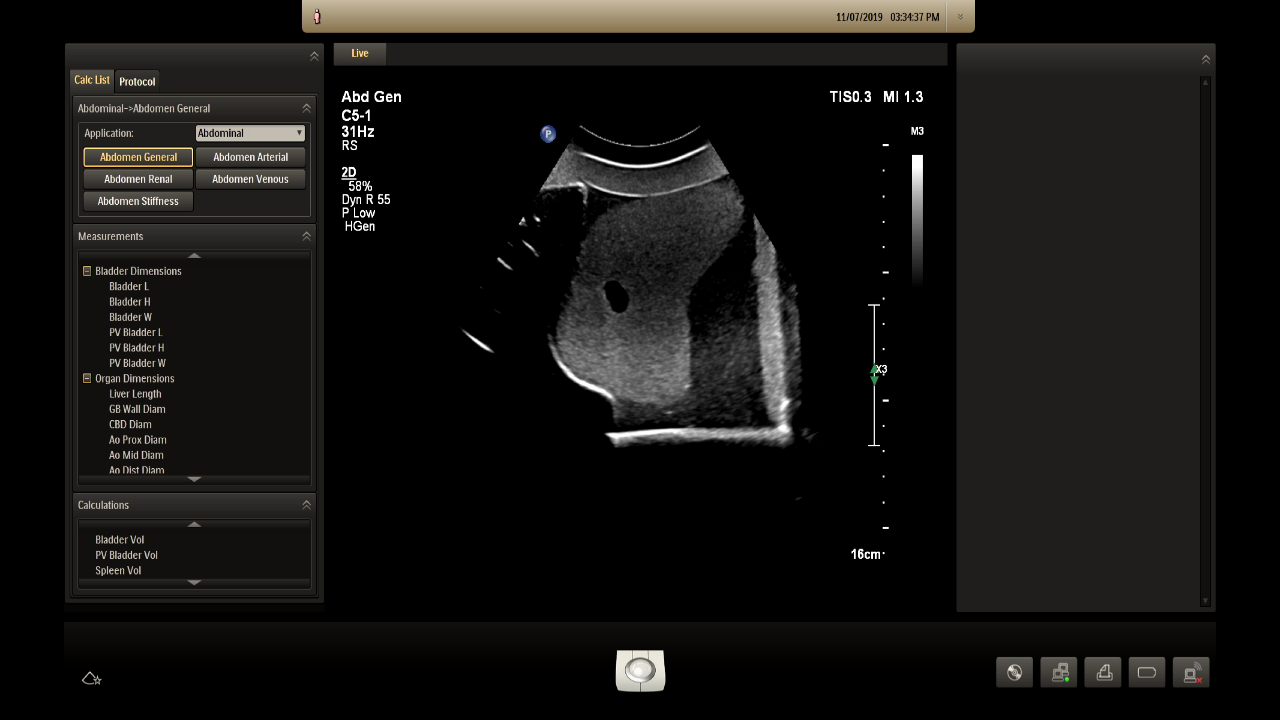 11/07/2019 03:34:37 PM
Live
Calc List Protocol
Abdominal->Abdomen General
Application: Abdominal
Abdomen General Abdomen Arterial
Abdomen Renal Abdomen Venous
Abdomen Stiffness
Measurements
Bladder Dimensions
Bladder L
Bladder H
Bladder W
PV Bladder L
PV Bladder H
PV Bladder W
Organ Dimensions
Liver Length
GB Wall Diam
CBD Diam
Ao Prox Diam
Ao Mid Diam
Ao Dist Diam
Calculations
Bladder Vol
PV Bladder Vol
Spleen Vol
Abd Gen
C5-1
31Hz
RS
2D
58%
Dyn R 55
P Low
HGen
P
TIS0.3 MI 1.3
M3
X3
16cm